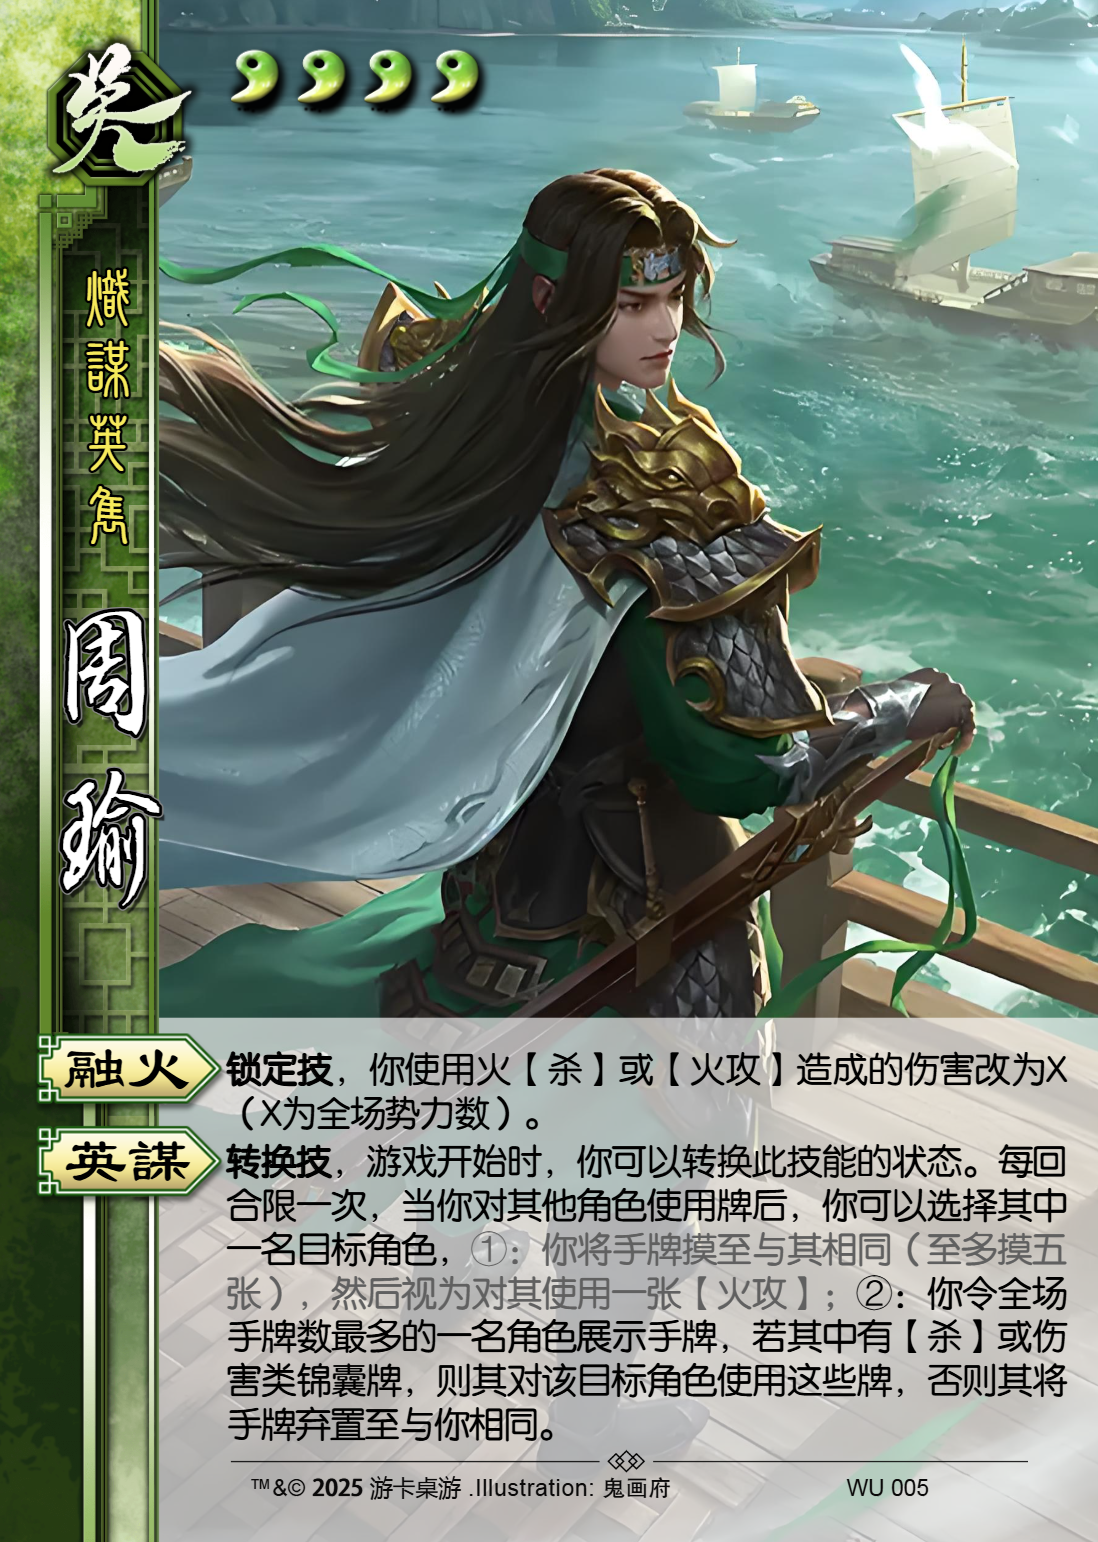 吴
熾謀英雋
周瑜
融火
锁定技，你使用火【杀】或【火攻】造成的伤害改为X
（X为全场势力数）。
英謀
转换技，游戏开始时，你可以转换此技能的状态。每回
合限一次，当你对其他角色使用牌后，你可以选择其中
一名目标角色，①：你将手牌摸至与其相同（至多摸五
张），然后视为对其使用一张【火攻】；②：你令全场
手牌数最多的一名角色展示手牌，若其中有【杀】或伤
害类锦囊牌，则其对该目标角色使用这些牌，否则其将
手牌弃置至与你相同。
™&© 2025 游卡桌游 .Illustration: 鬼画府
WU 005